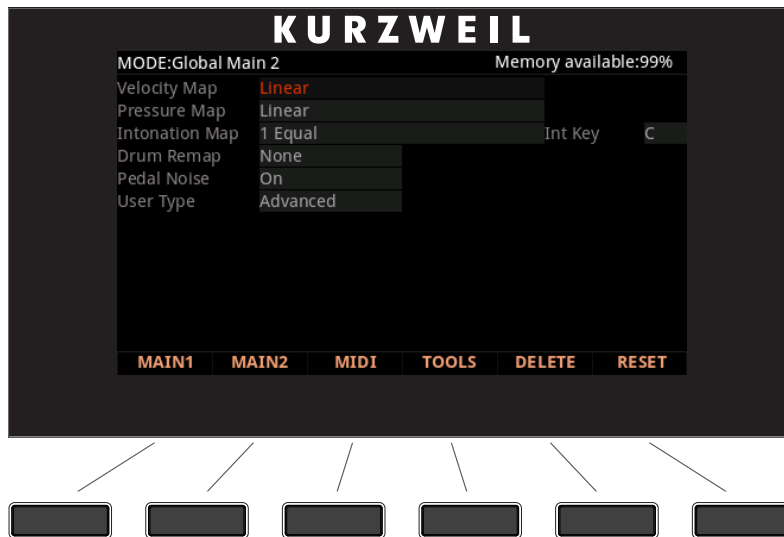 KURZWEIL
MODE:Global Main 2 Memory available:99%
Velocity Map Linear
Pressure Map Linear
Intonation Map 1 Equal Int Key C
Drum Remap None
Pedal Noise On
User Type Advanced
MAIN1 MAIN2 MIDI TOOLS DELETE RESET